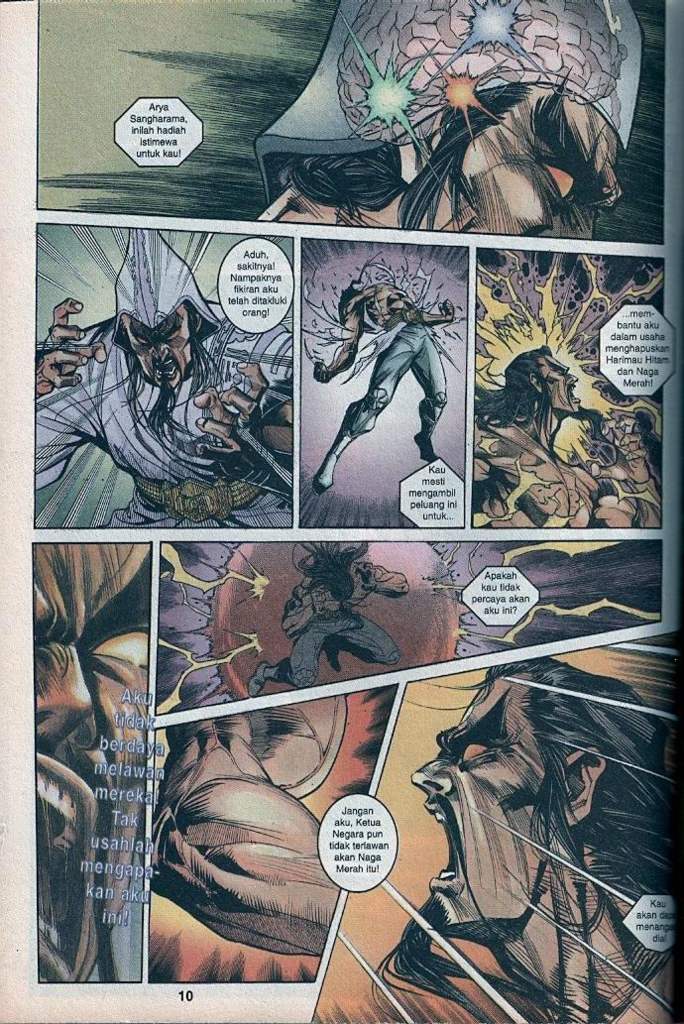 Arya
Sangharama,
inilah hadiah
istimewa
untuk kau!
Aduh,
sakitnya!
Nampaknya
fikiran aku
telah ditakluki
orang!
Kau
mesti
mengambil
peluang ini
untuk...
...mem-
bantu aku
dalam usaha
menghapuskan
Harimau Hitam
dan Naga
Merah!
Aku
tidak
berdaya
melawan
mereka!
Tak
usahlah
mengapa-
kan aku
ini!
Apakah
kau tidak
percaya akan
aku ini?
Jangan
aku, Ketua
Negara pun
tidak terlawan
akan Naga
Merah itu!
Kau
akan
menang
dia!
10